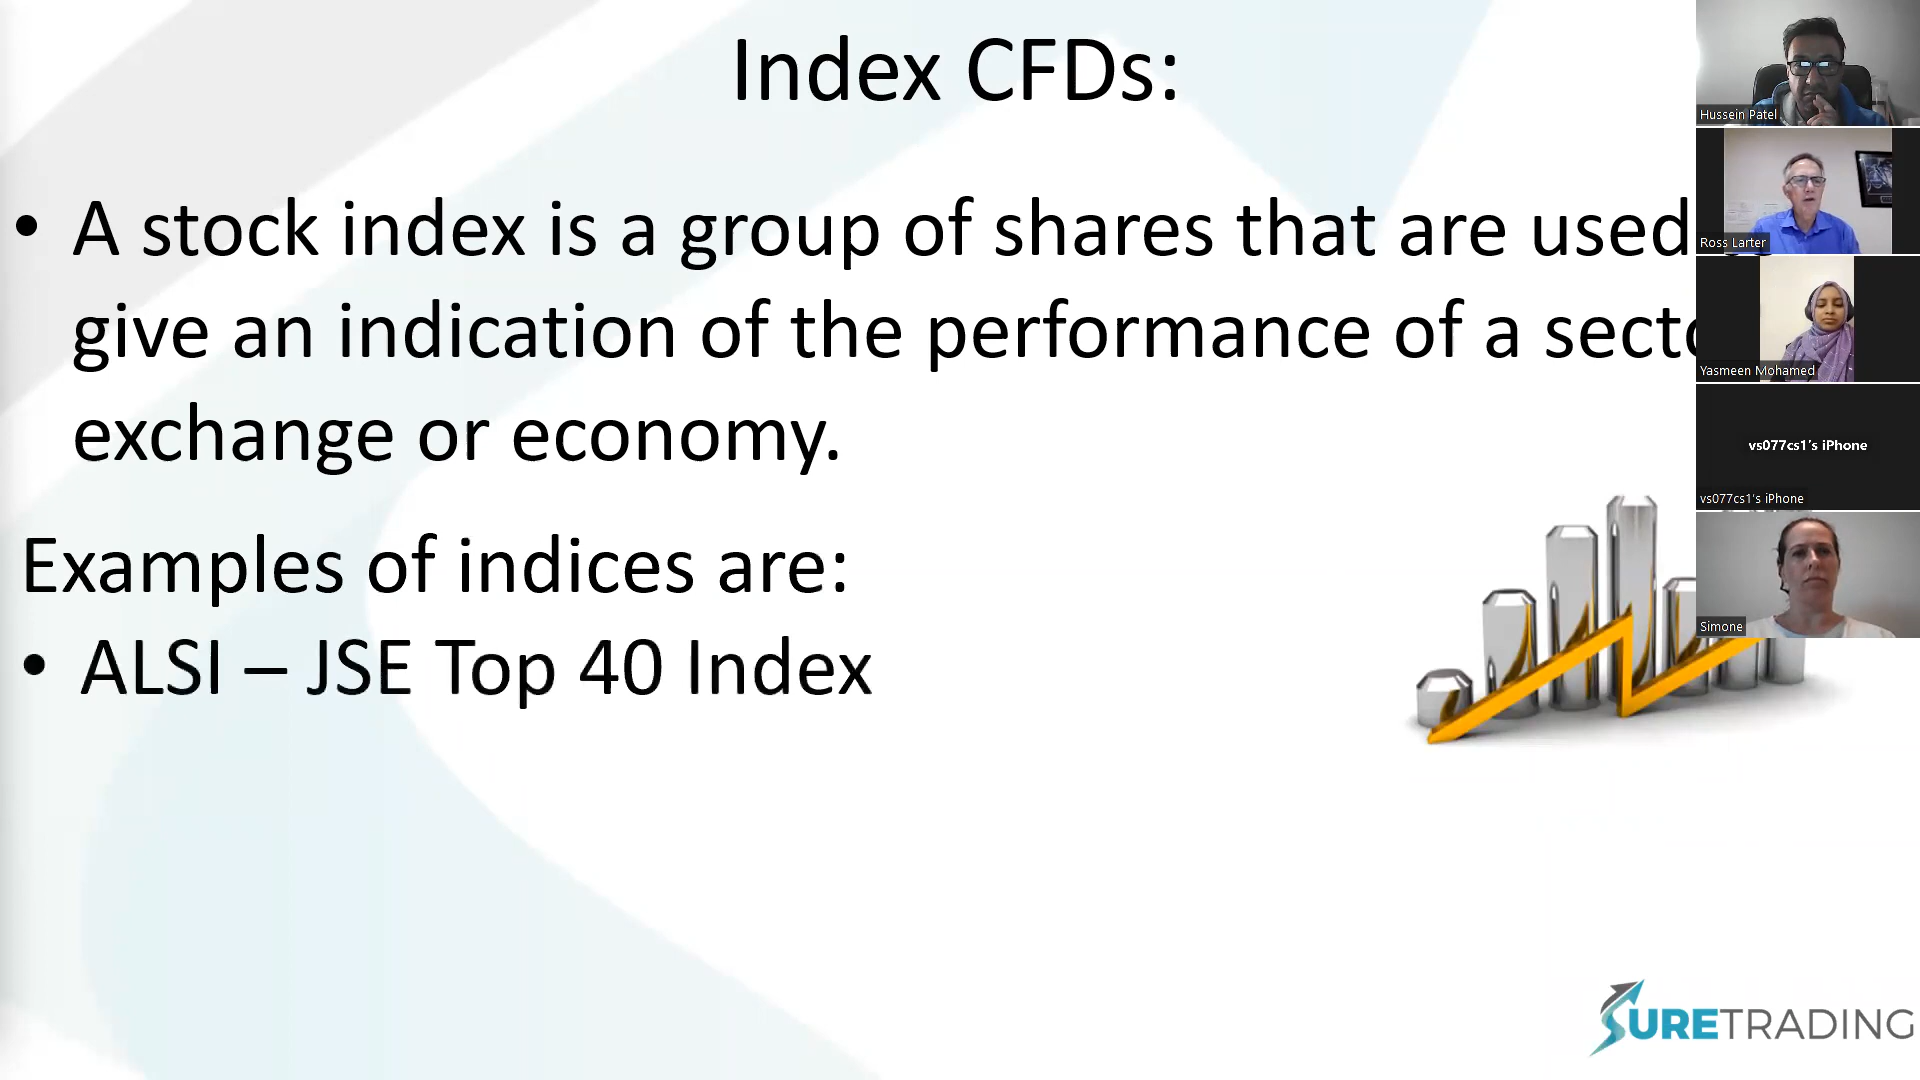 Index CFDs:
• A stock index is a group of shares that are used
give an indication of the performance of a
exchange or economy.
Examples of indices are:
• ALSI – JSE Top 40 Index
Hussein Patel
Ross Larter
Yasmeen Mohamed
vs077cs1's iPhone
vs077cs1's iPhone
Simone
SURETRADING